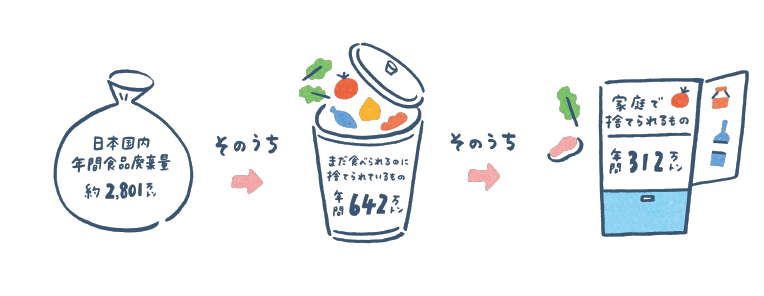 日本国内
年間食品廃棄量
約2,801万トン
そのうち
まだ食べられるのに
捨てられているもの
年間642万トン
そのうち
家庭で
捨てられるもの
年間312万トン